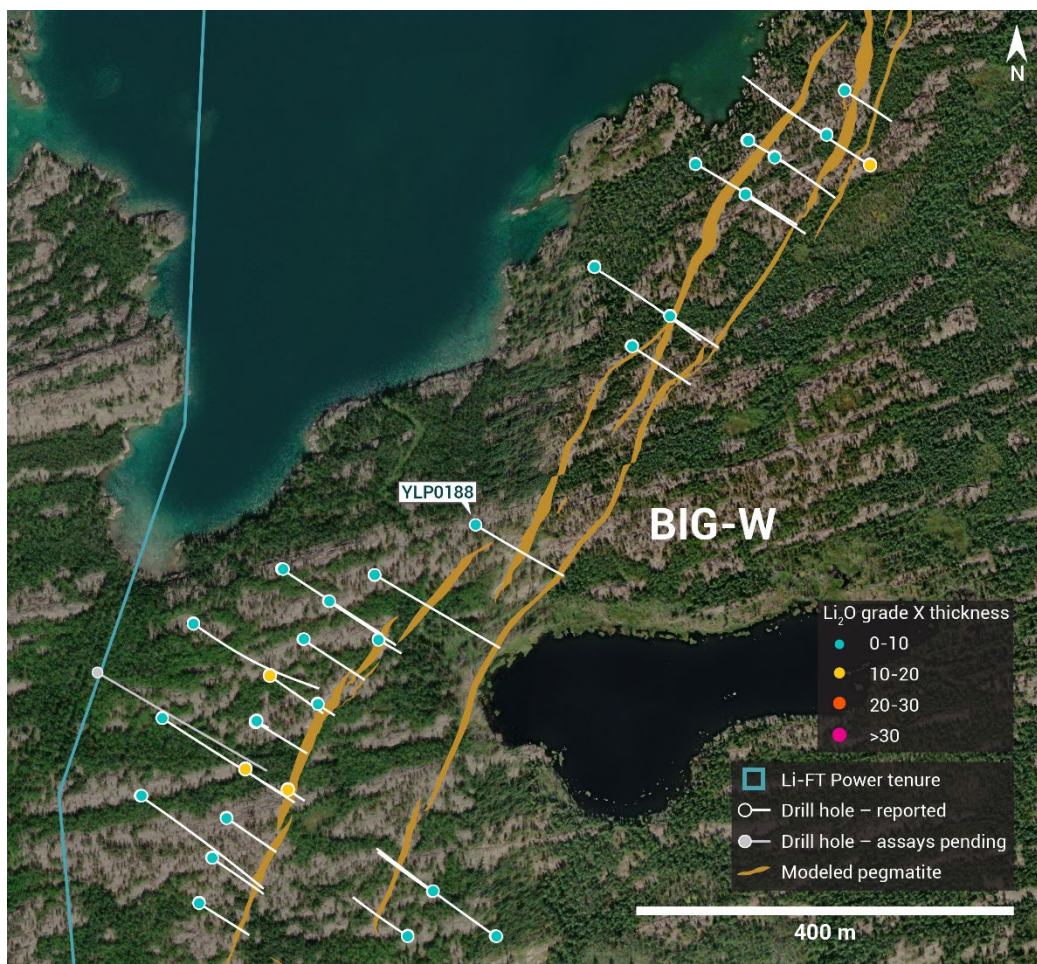 N
YLP0188
BIG-W
Li₂O grade X thickness
0-10
10-20
20-30
>30
Li-FT Power tenure
Drill hole – reported
Drill hole – assays pending
Modeled pegmatite
400 m